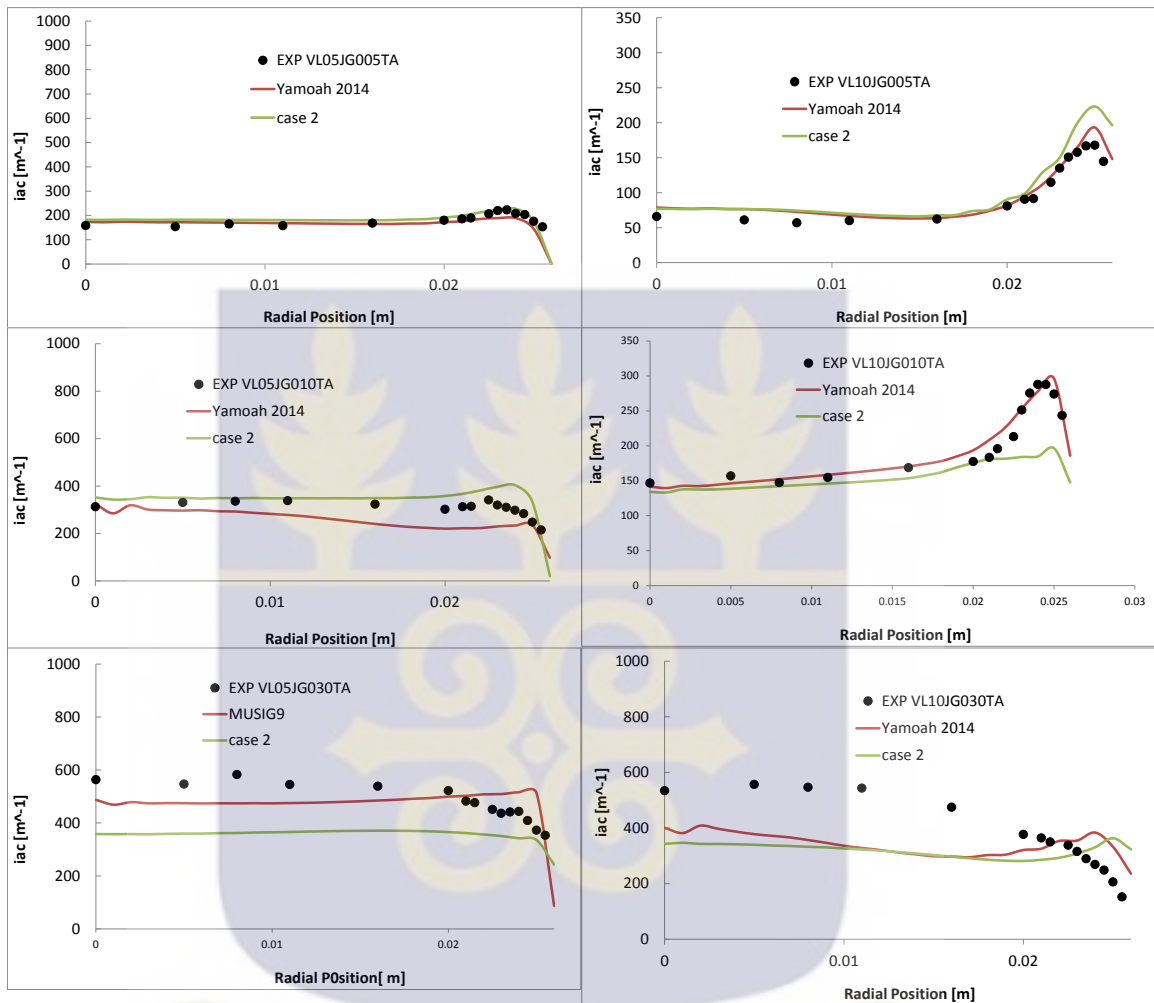 1000
900
800
700
600
500
400
300
200
100
0
iac [m^-1]
EXP VL05JG005TA
Yamoah 2014
case 2
0
0.01
0.02
Radial Position [m]
350
300
250
200
150
100
50
0
iac [m^-1]
EXP VL10JG005TA
Yamoah 2014
case 2
0
0.01
0.02
Radial Position [m]
1000
800
600
400
200
0
iac [m^-1]
EXP VL05JG010TA
Yamoah 2014
case 2
0
0.01
0.02
Radial Position [m]
350
300
250
200
150
100
50
0
iac [m^-1]
EXP VL10JG010TA
Yamoah 2014
case 2
0
0.005
0.01
0.015
0.02
0.025
0.03
Radial Position [m]
1000
800
600
400
200
0
iac [m^-1]
EXP VL05JG030TA
MUSIG9
case 2
0
0.01
0.02
Radial P0sition[ m]
1000
800
600
400
200
0
iac [m^-1]
EXP VL10JG030TA
Yamoah 2014
case 2
0
0.01
0.02
Radial Position [m]